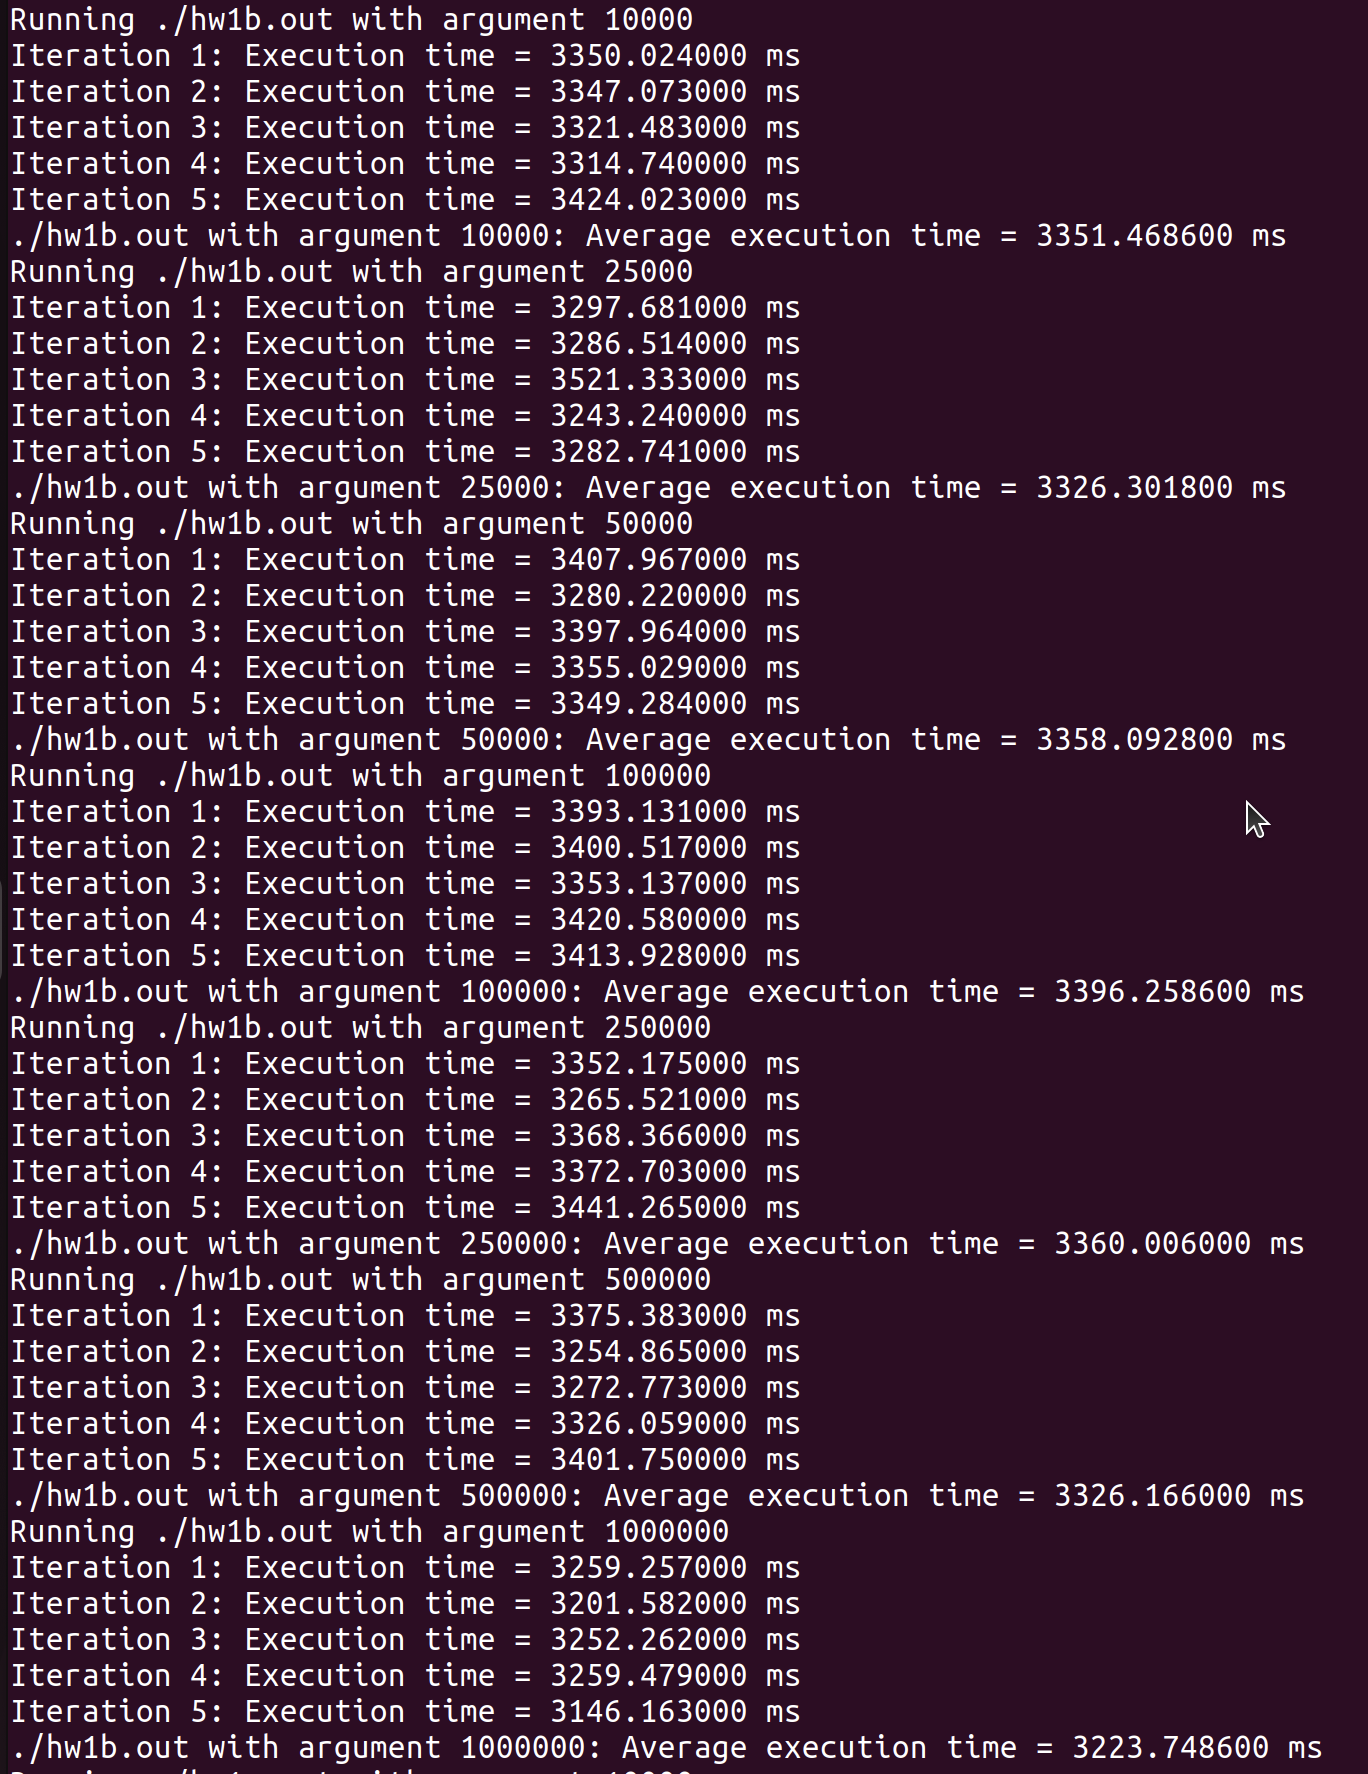 Running ./hw1b.out with argument 10000
Iteration 1: Execution time = 3350.024000 ms
Iteration 2: Execution time = 3347.073000 ms
Iteration 3: Execution time = 3321.483000 ms
Iteration 4: Execution time = 3314.740000 ms
Iteration 5: Execution time = 3424.023000 ms
./hw1b.out with argument 10000: Average execution time = 3351.468600 ms
Running ./hw1b.out with argument 25000
Iteration 1: Execution time = 3297.681000 ms
Iteration 2: Execution time = 3286.514000 ms
Iteration 3: Execution time = 3521.333000 ms
Iteration 4: Execution time = 3243.240000 ms
Iteration 5: Execution time = 3282.741000 ms
./hw1b.out with argument 25000: Average execution time = 3326.301800 ms
Running ./hw1b.out with argument 50000
Iteration 1: Execution time = 3407.967000 ms
Iteration 2: Execution time = 3280.220000 ms
Iteration 3: Execution time = 3397.964000 ms
Iteration 4: Execution time = 3355.029000 ms
Iteration 5: Execution time = 3349.284000 ms
./hw1b.out with argument 50000: Average execution time = 3358.092800 ms
Running ./hw1b.out with argument 100000
Iteration 1: Execution time = 3393.131000 ms
Iteration 2: Execution time = 3400.517000 ms
Iteration 3: Execution time = 3353.137000 ms
Iteration 4: Execution time = 3420.580000 ms
Iteration 5: Execution time = 3413.928000 ms
./hw1b.out with argument 100000: Average execution time = 3396.258600 ms
Running ./hw1b.out with argument 250000
Iteration 1: Execution time = 3352.175000 ms
Iteration 2: Execution time = 3265.521000 ms
Iteration 3: Execution time = 3368.366000 ms
Iteration 4: Execution time = 3372.703000 ms
Iteration 5: Execution time = 3441.265000 ms
./hw1b.out with argument 250000: Average execution time = 3360.006000 ms
Running ./hw1b.out with argument 500000
Iteration 1: Execution time = 3375.383000 ms
Iteration 2: Execution time = 3254.865000 ms
Iteration 3: Execution time = 3272.773000 ms
Iteration 4: Execution time = 3326.059000 ms
Iteration 5: Execution time = 3401.750000 ms
./hw1b.out with argument 500000: Average execution time = 3326.166000 ms
Running ./hw1b.out with argument 1000000
Iteration 1: Execution time = 3259.257000 ms
Iteration 2: Execution time = 3201.582000 ms
Iteration 3: Execution time = 3252.262000 ms
Iteration 4: Execution time = 3259.479000 ms
Iteration 5: Execution time = 3146.163000 ms
./hw1b.out with argument 1000000: Average execution time = 3223.748600 ms